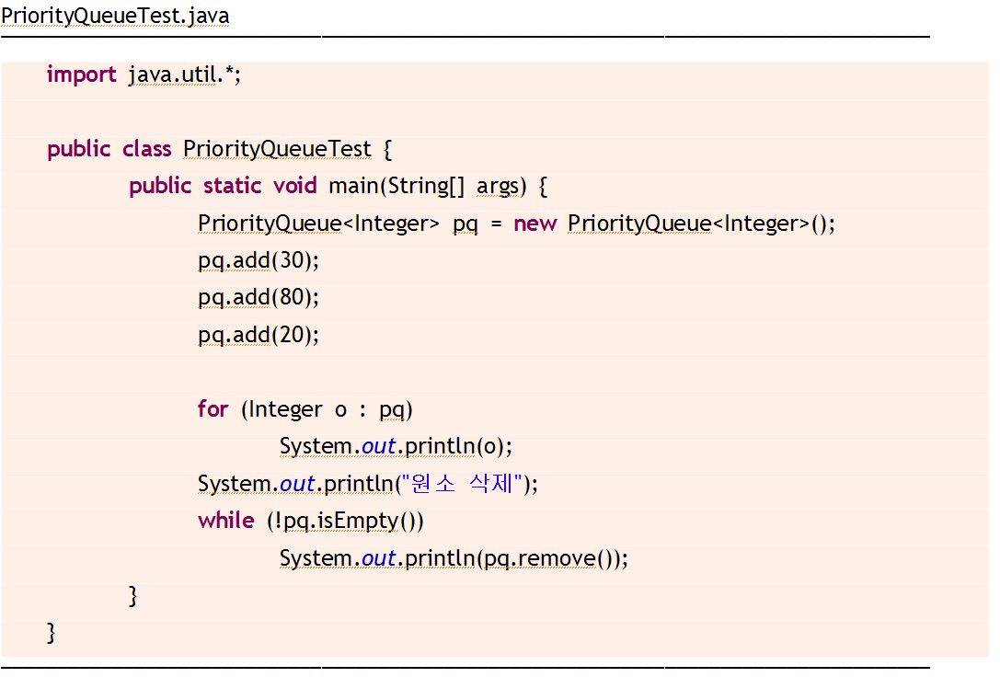 PriorityQueueTest.java
import java.util.*;
public class PriorityQueueTest {
public static void main(String[] args) {
PriorityQueue<Integer> pq = new PriorityQueue<Integer>();
pq.add(30);
pq.add(80);
pq.add(20);
for (Integer o : pq)
System.out.println(o);
System.out.println("원소 삭제");
while (!pq.isEmpty())
System.out.println(pq.remove());
}
}